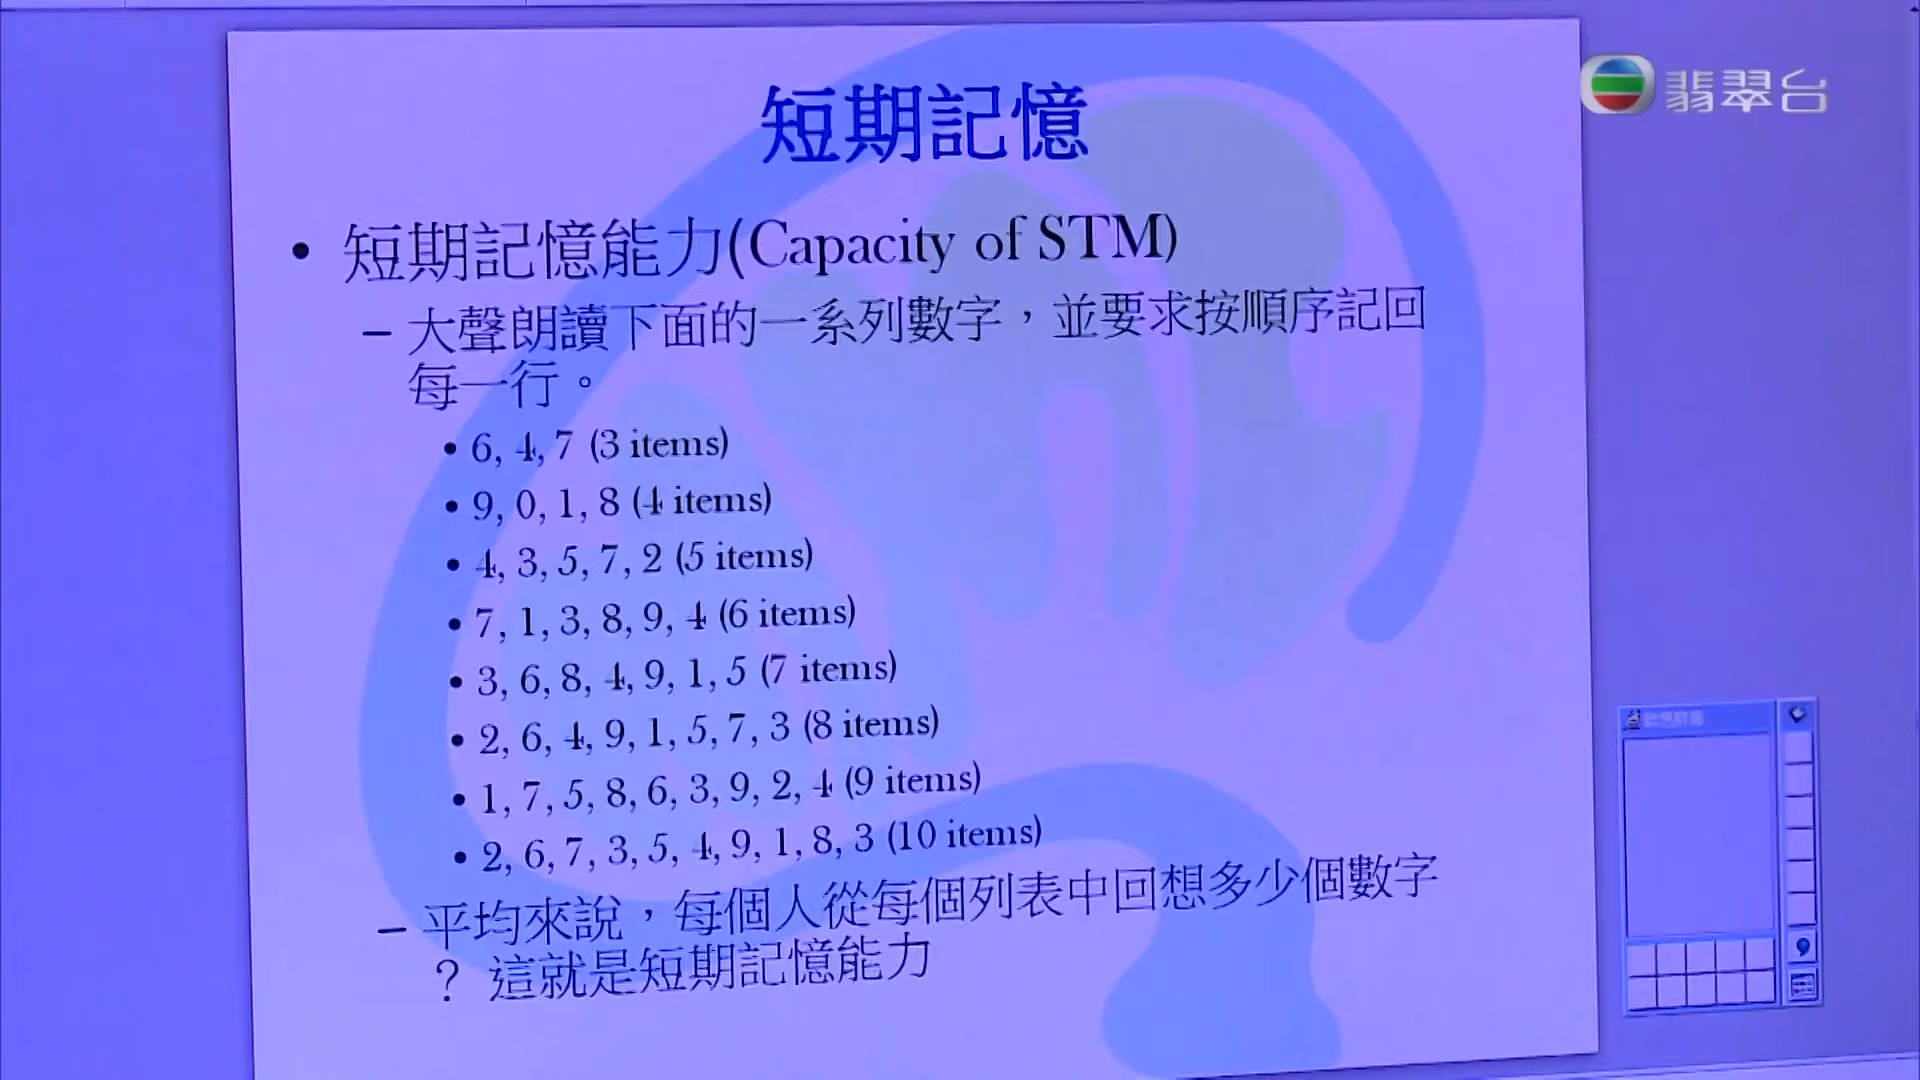 翡翠台
短期記憶
• 短期記憶能力(Capacity of STM)
– 大聲朗讀下面的一系列數字，並要求按順序記回
每一行。
• 6, 4, 7 (3 items)
• 9, 0, 1, 8 (4 items)
• 4, 3, 5, 7, 2 (5 items)
• 7, 1, 3, 8, 9, 4 (6 items)
• 3, 6, 8, 4, 9, 1, 5 (7 items)
• 2, 6, 4, 9, 1, 5, 7, 3 (8 items)
• 1, 7, 5, 8, 6, 3, 9, 2, 4 (9 items)
• 2, 6, 7, 3, 5, 4, 9, 1, 8, 3 (10 items)
– 平均來說，每個人從每個列表中回想多少個數字
？ 這就是短期記憶能力